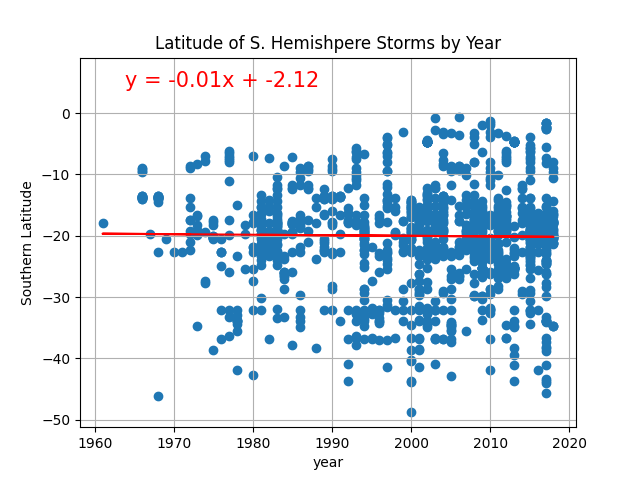 Latitude of S. Hemishpere Storms by Year
y = -0.01x + -2.12
Southern Latitude
0
−10
−20
−30
−40
−50
1960 1970 1980 1990 2000 2010 2020
year